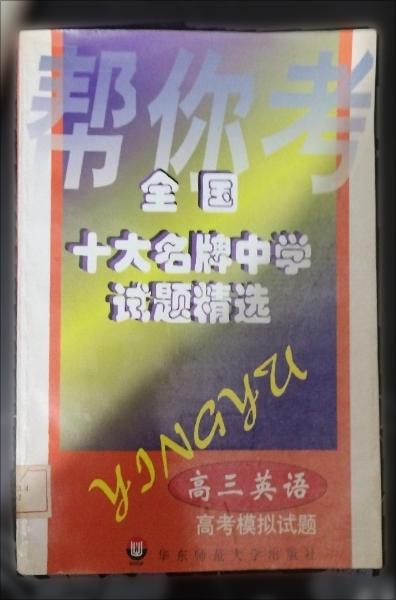 帮你考
全国
十大名牌中学
试题精选
YINGYU
高三英语
高考模拟试题
华东师范大学出版社